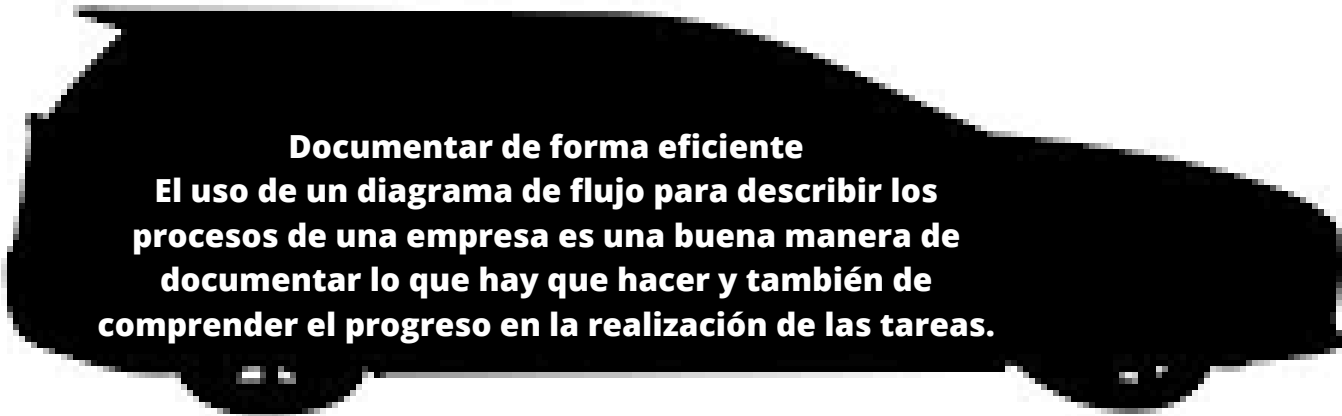 Documentar de forma eficiente
El uso de un diagrama de flujo para describir los
procesos de una empresa es una buena manera de
documentar lo que hay que hacer y también de
comprender el progreso en la realización de las tareas.